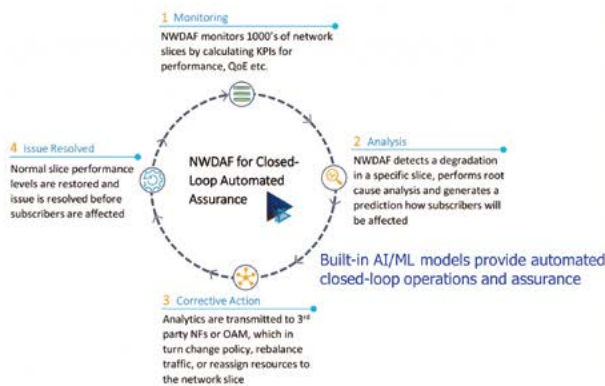 1 Monitoring
NWDAF monitors 1000's of network
slices by calculating KPIs for
performance, QoE etc.
4 Issue Resolved
Normal slice performance
levels are restored and
issue is resolved before
subscribers are affected
NWDAF for Closed-
Loop Automated
Assurance
2 Analysis
NWDAF detects a degradation
in a specific slice, performs root
cause analysis and generates a
prediction how subscribers will
be affected
Built-in AI/ML models provide automated
closed-loop operations and assurance
3 Corrective Action
Analytics are transmitted to 3rd
party NFs or OAM, which in
turn change policy, rebalance
traffic, or reassign resources to
the network slice